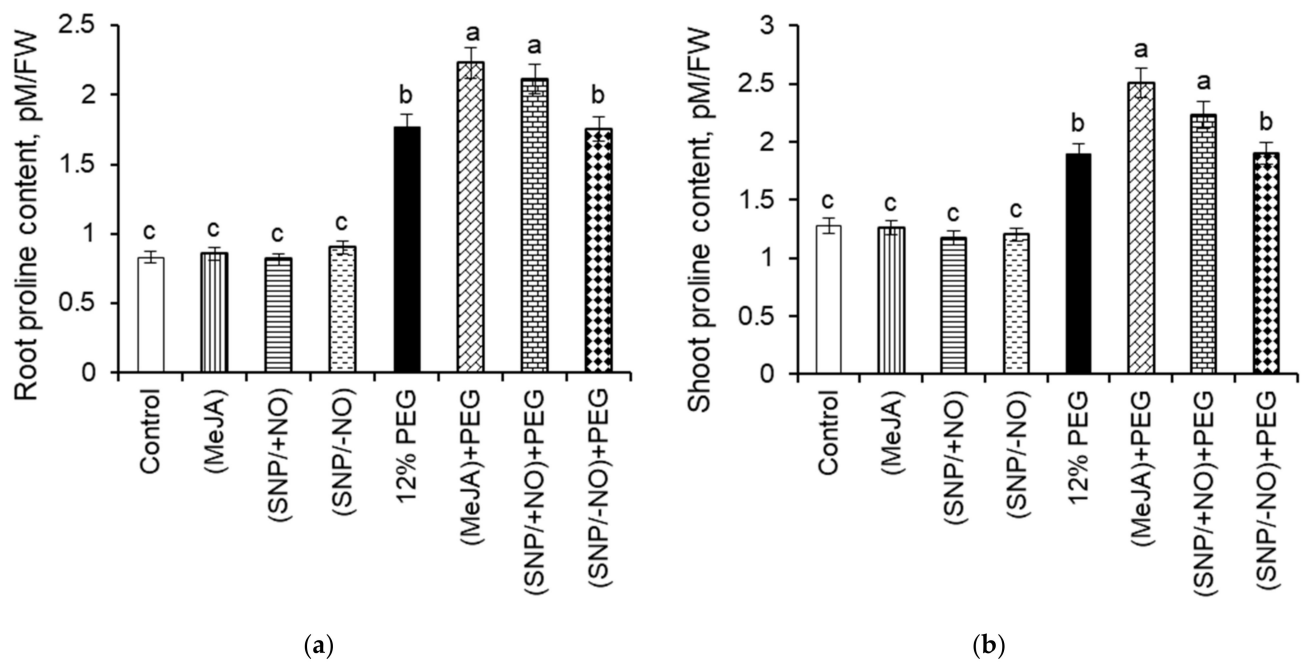 Root proline content, pM/FW
2.5
2
1.5
1
0.5
0
c
c
c
c
b
a
a
b
Control
(MeJA)
(SNP/+NO)
(SNP/-NO)
12% PEG
(MeJA)+PEG
(SNP/+NO)+PEG
(SNP/-NO)+PEG
(a)
Shoot proline content, pM/FW
3
2.5
2
1.5
1
0.5
0
c
c
c
c
b
a
a
b
Control
(MeJA)
(SNP/+NO)
(SNP/-NO)
12% PEG
(MeJA)+PEG
(SNP/+NO)+PEG
(SNP/-NO)+PEG
(b)